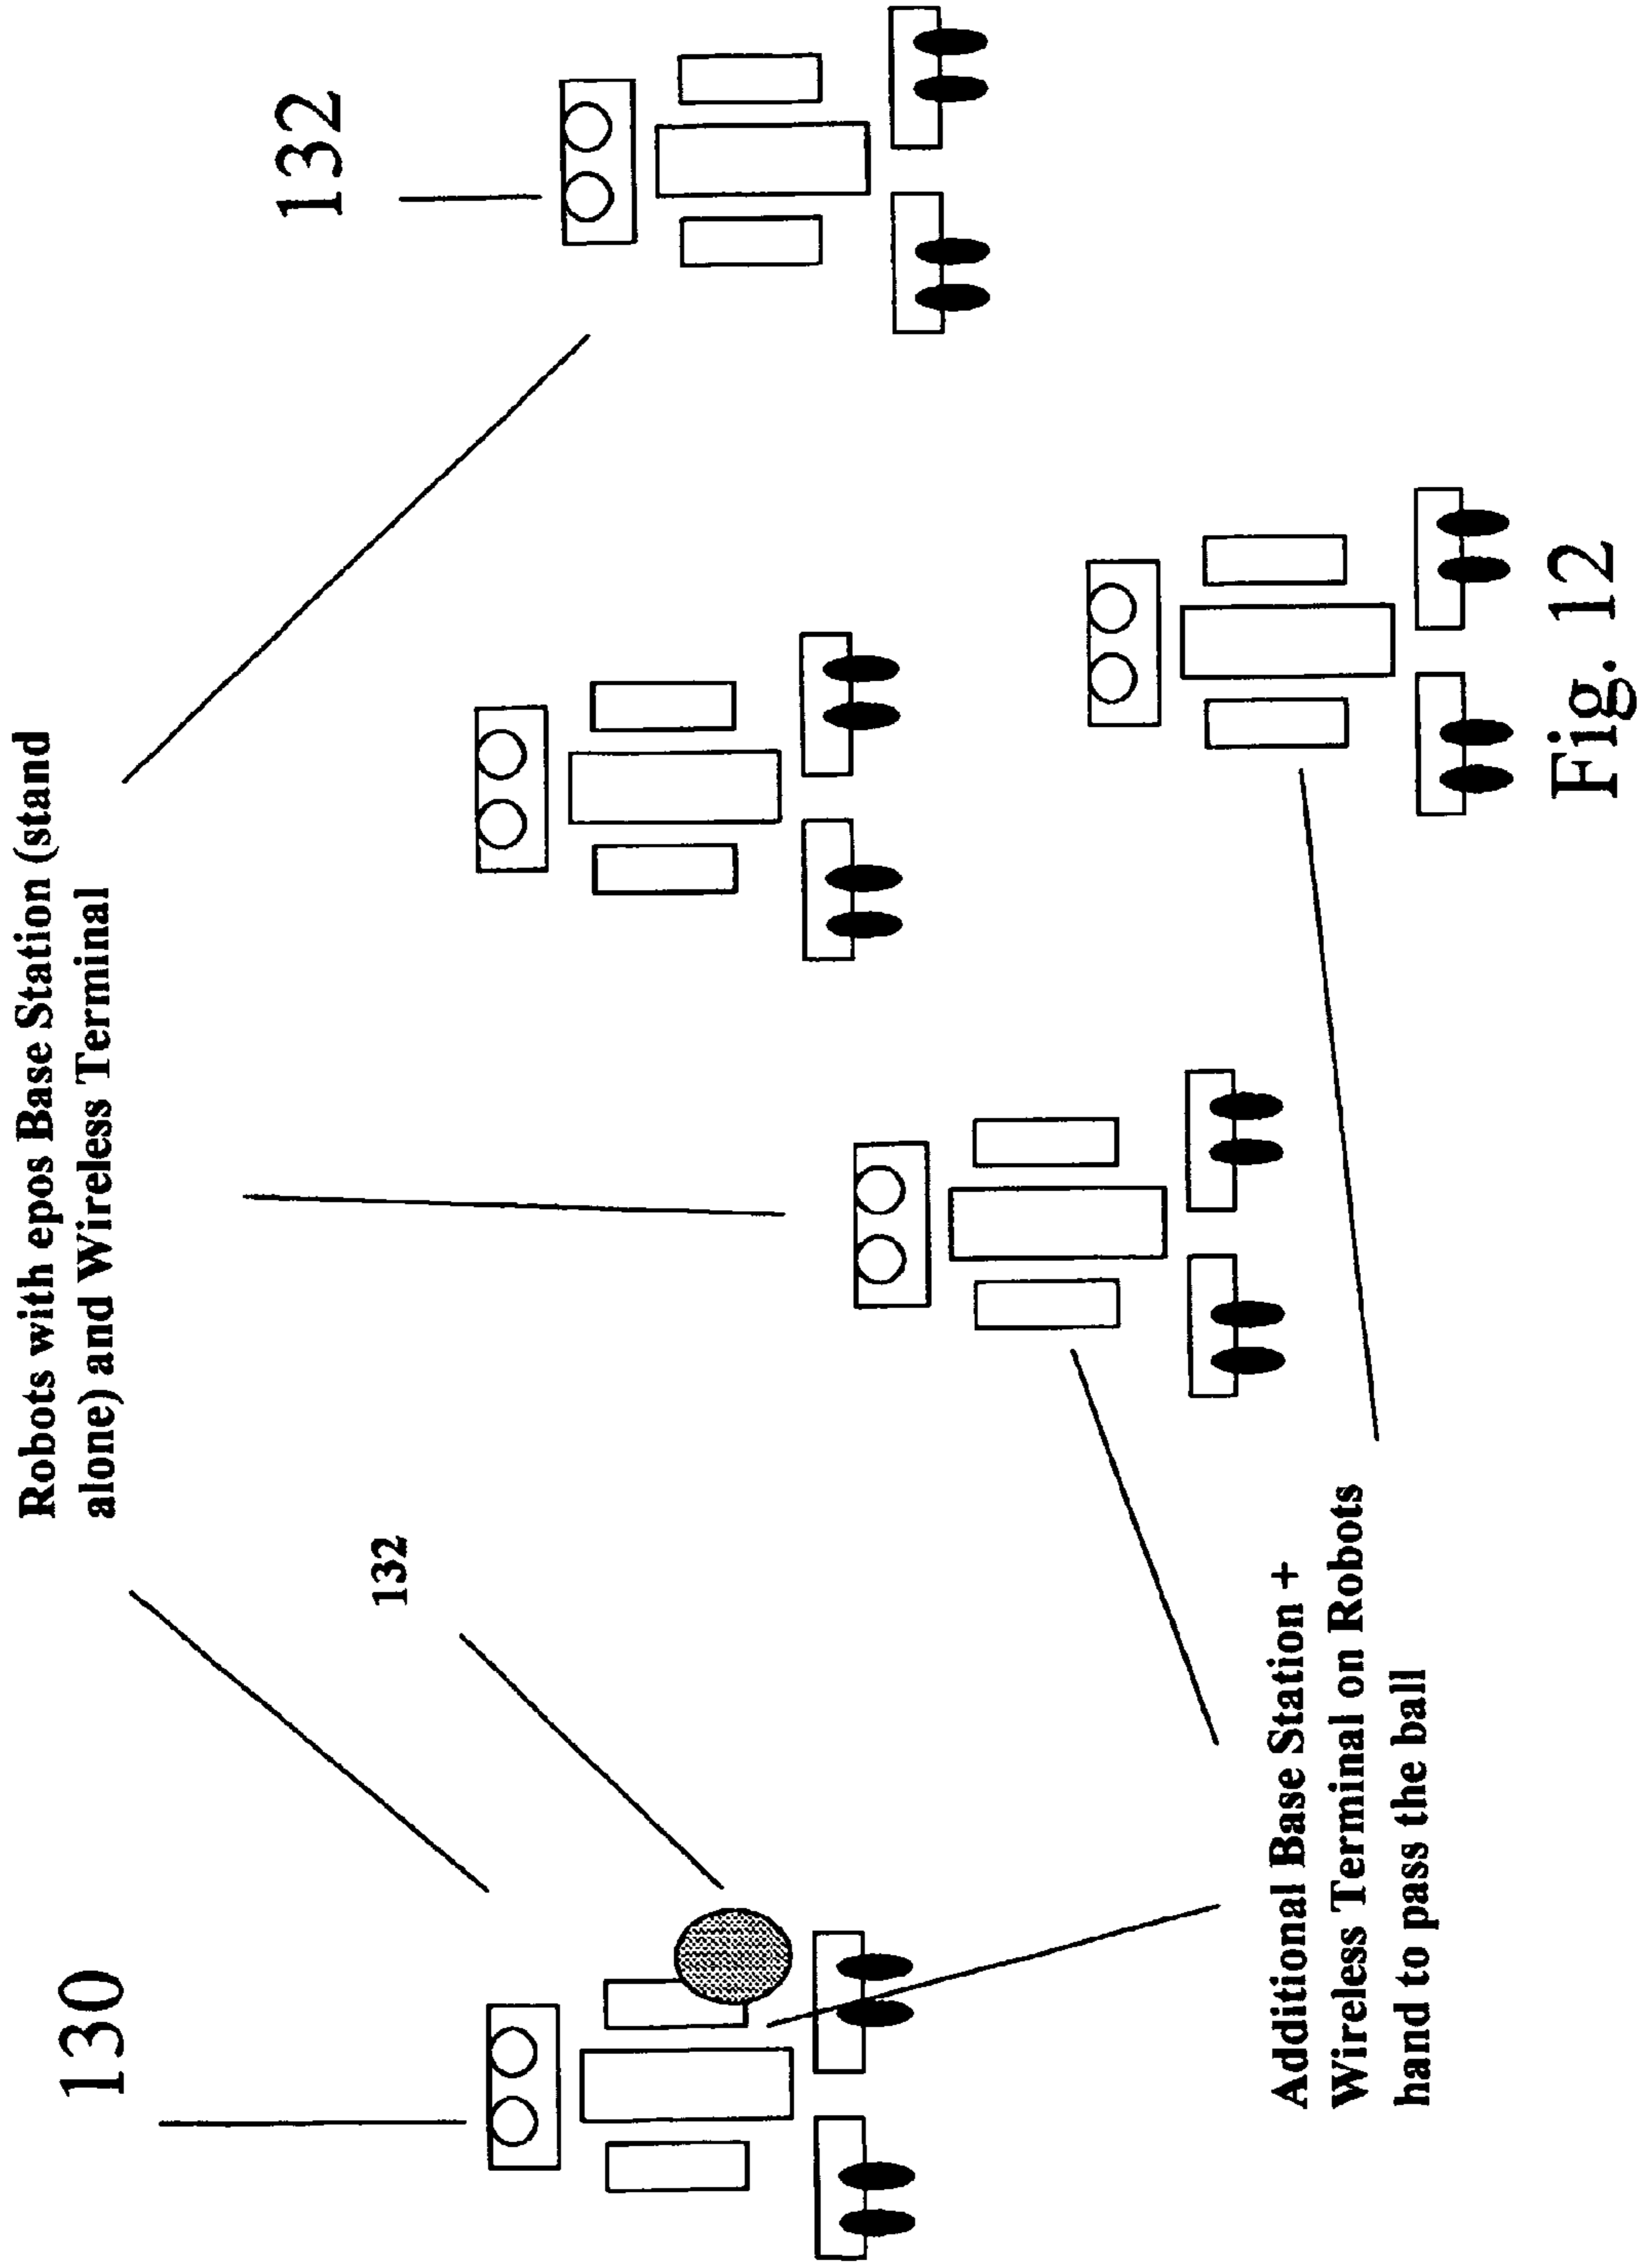 Robots with epos Base Station (stand
alone) and Wireless Terminal
130
132
132
Additional Base Station +
Wireless Terminal on Robots
hand to pass the ball
Fig. 12